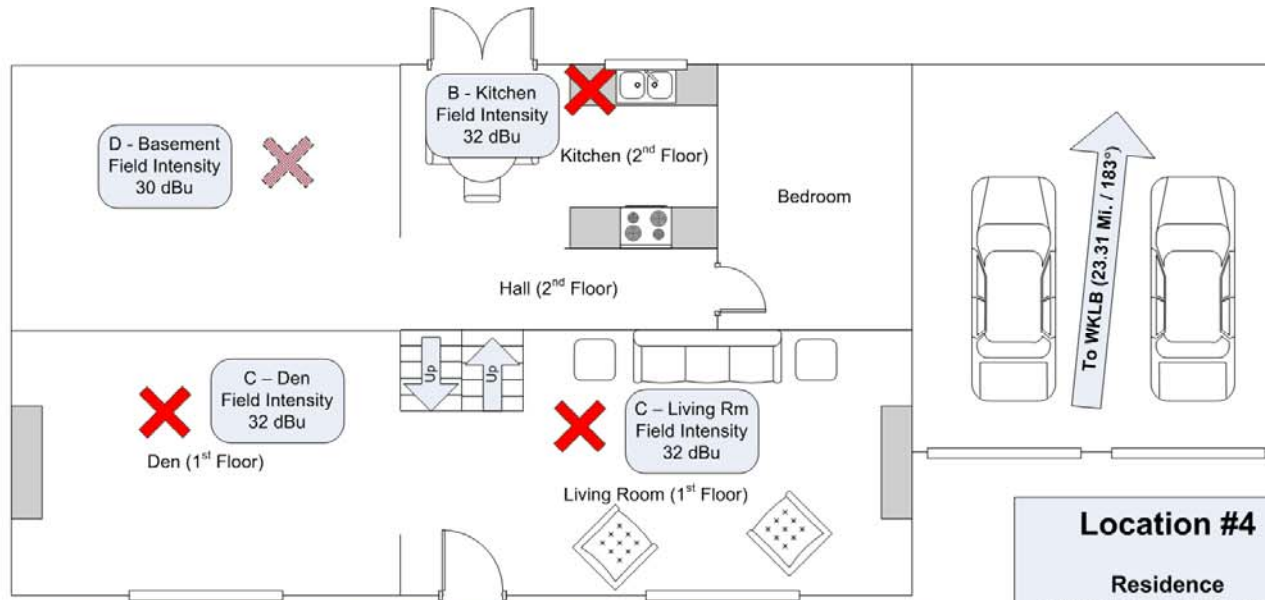 B - Kitchen
Field Intensity
32 dBu
D - Basement
Field Intensity
30 dBu
Kitchen (2nd Floor)
Bedroom
To WKLB (23.31 Mi. / 183°)
Hall (2nd Floor)
Up
Up
C – Den
Field Intensity
32 dBu
Den (1st Floor)
C – Living Rm
Field Intensity
32 dBu
Living Room (1st Floor)
Location #4
Residence